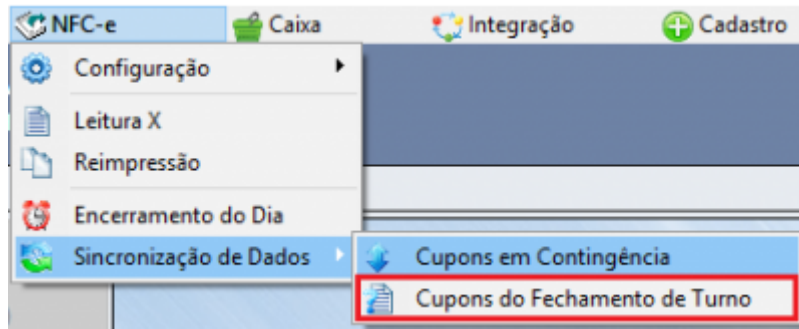 NFC-e Caixa Integração Cadastro
Configuração
Leitura X
Reimpressão
Encerramento do Dia
Sincronização de Dados
Cupons em Contingência
Cupons do Fechamento de Turno